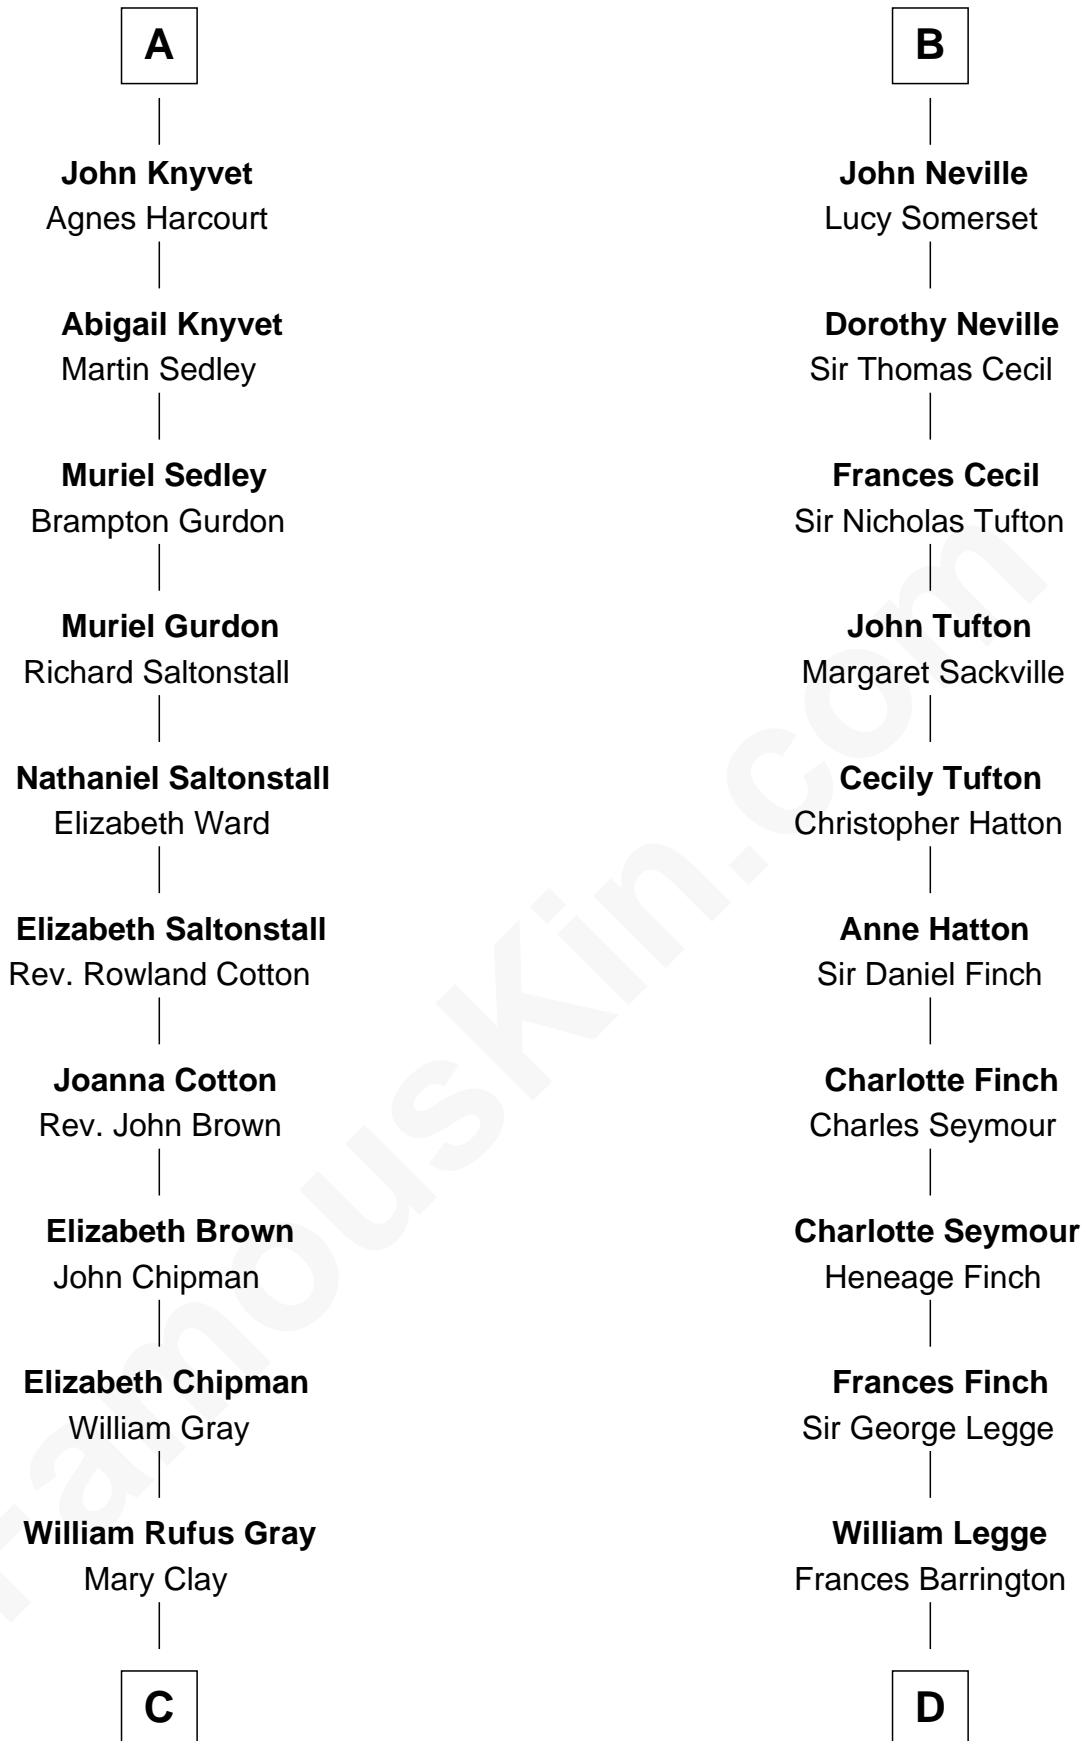 A
John Knyvet
Agnes Harcourt
Abigail Knyvet
Martin Sedley
Muriel Sedley
Brampton Gurdon
Muriel Gurdon
Richard Saltonstall
Nathaniel Saltonstall
Elizabeth Ward
Elizabeth Saltonstall
Rev. Rowland Cotton
Joanna Cotton
Rev. John Brown
Elizabeth Brown
John Chipman
Elizabeth Chipman
William Gray
William Rufus Gray
Mary Clay
C
B
John Neville
Lucy Somerset
Dorothy Neville
Sir Thomas Cecil
Frances Cecil
Sir Nicholas Tufton
John Tufton
Margaret Sackville
Cecily Tufton
Christopher Hatton
Anne Hatton
Sir Daniel Finch
Charlotte Finch
Charles Seymour
Charlotte Seymour
Heneage Finch
Frances Finch
Sir George Legge
William Legge
Frances Barrington
D
FamousKin.com